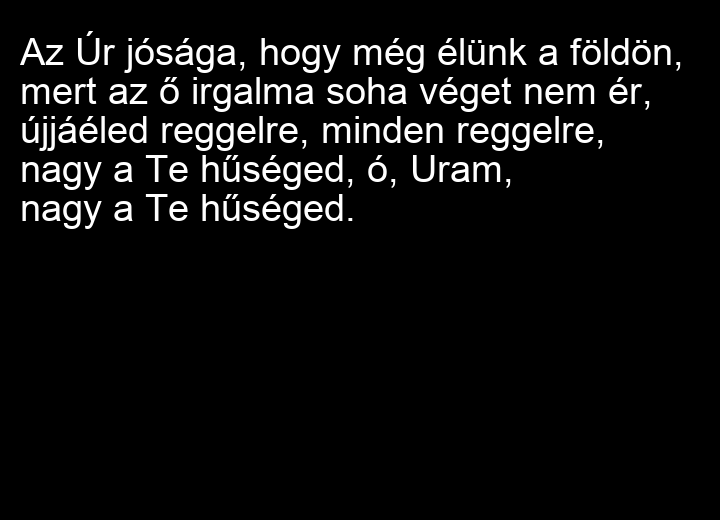 Az Úr jósága, hogy még élünk a földön,
mert az ő irgalma soha véget nem ér,
újjáéled reggelre, minden reggelre,
nagy a Te hűséged, ó, Uram,
nagy a Te hűséged.